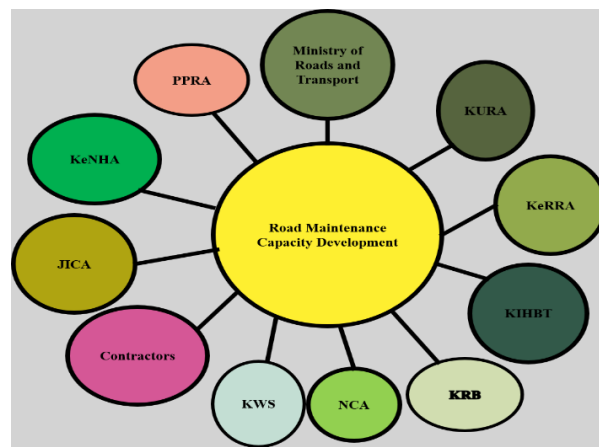 Ministry of
Roads and
Transport
PPRA
KURA
KeNHA
KeRRA
Road Maintenance
Capacity Development
JICA
KIHBT
Contractors
KRB
KWS
NCA